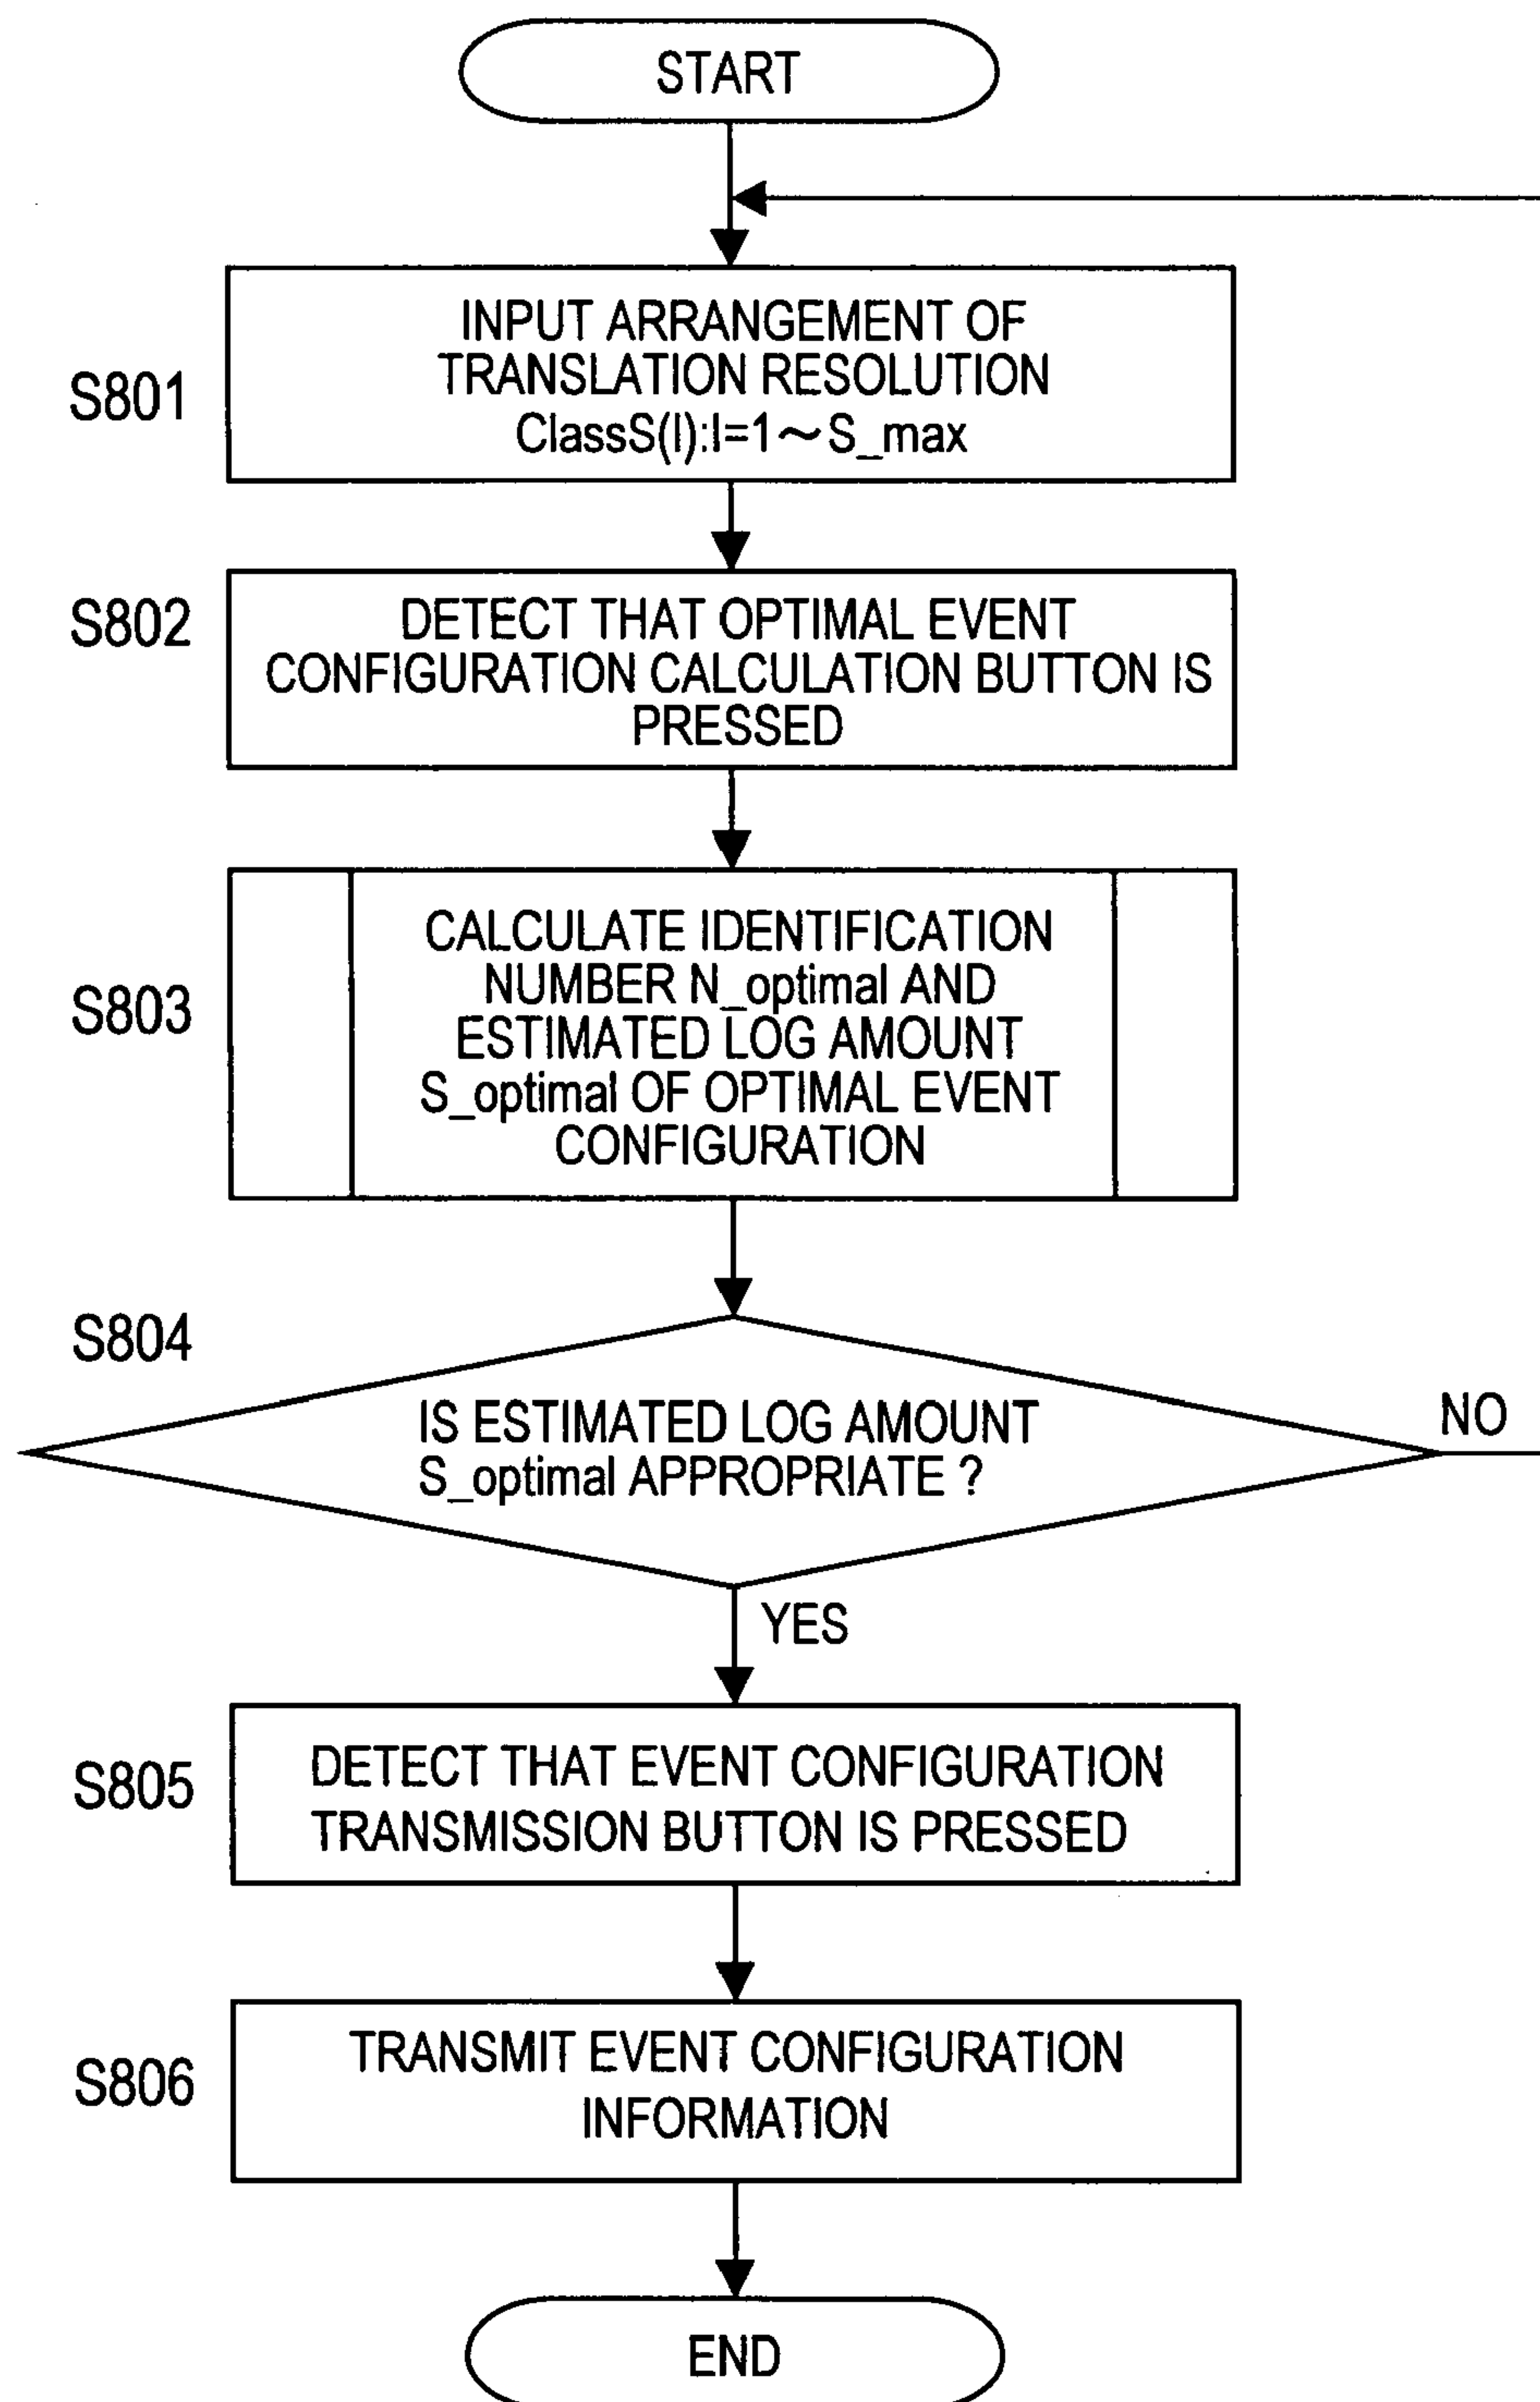 START
S801
INPUT ARRANGEMENT OF
TRANSLATION RESOLUTION
ClassS(I):I=1～S_max
S802
DETECT THAT OPTIMAL EVENT
CONFIGURATION CALCULATION BUTTON IS
PRESSED
S803
CALCULATE IDENTIFICATION
NUMBER N_optimal AND
ESTIMATED LOG AMOUNT
S_optimal OF OPTIMAL EVENT
CONFIGURATION
S804
IS ESTIMATED LOG AMOUNT
S_optimal APPROPRIATE ?
NO
YES
S805
DETECT THAT EVENT CONFIGURATION
TRANSMISSION BUTTON IS PRESSED
S806
TRANSMIT EVENT CONFIGURATION
INFORMATION
END